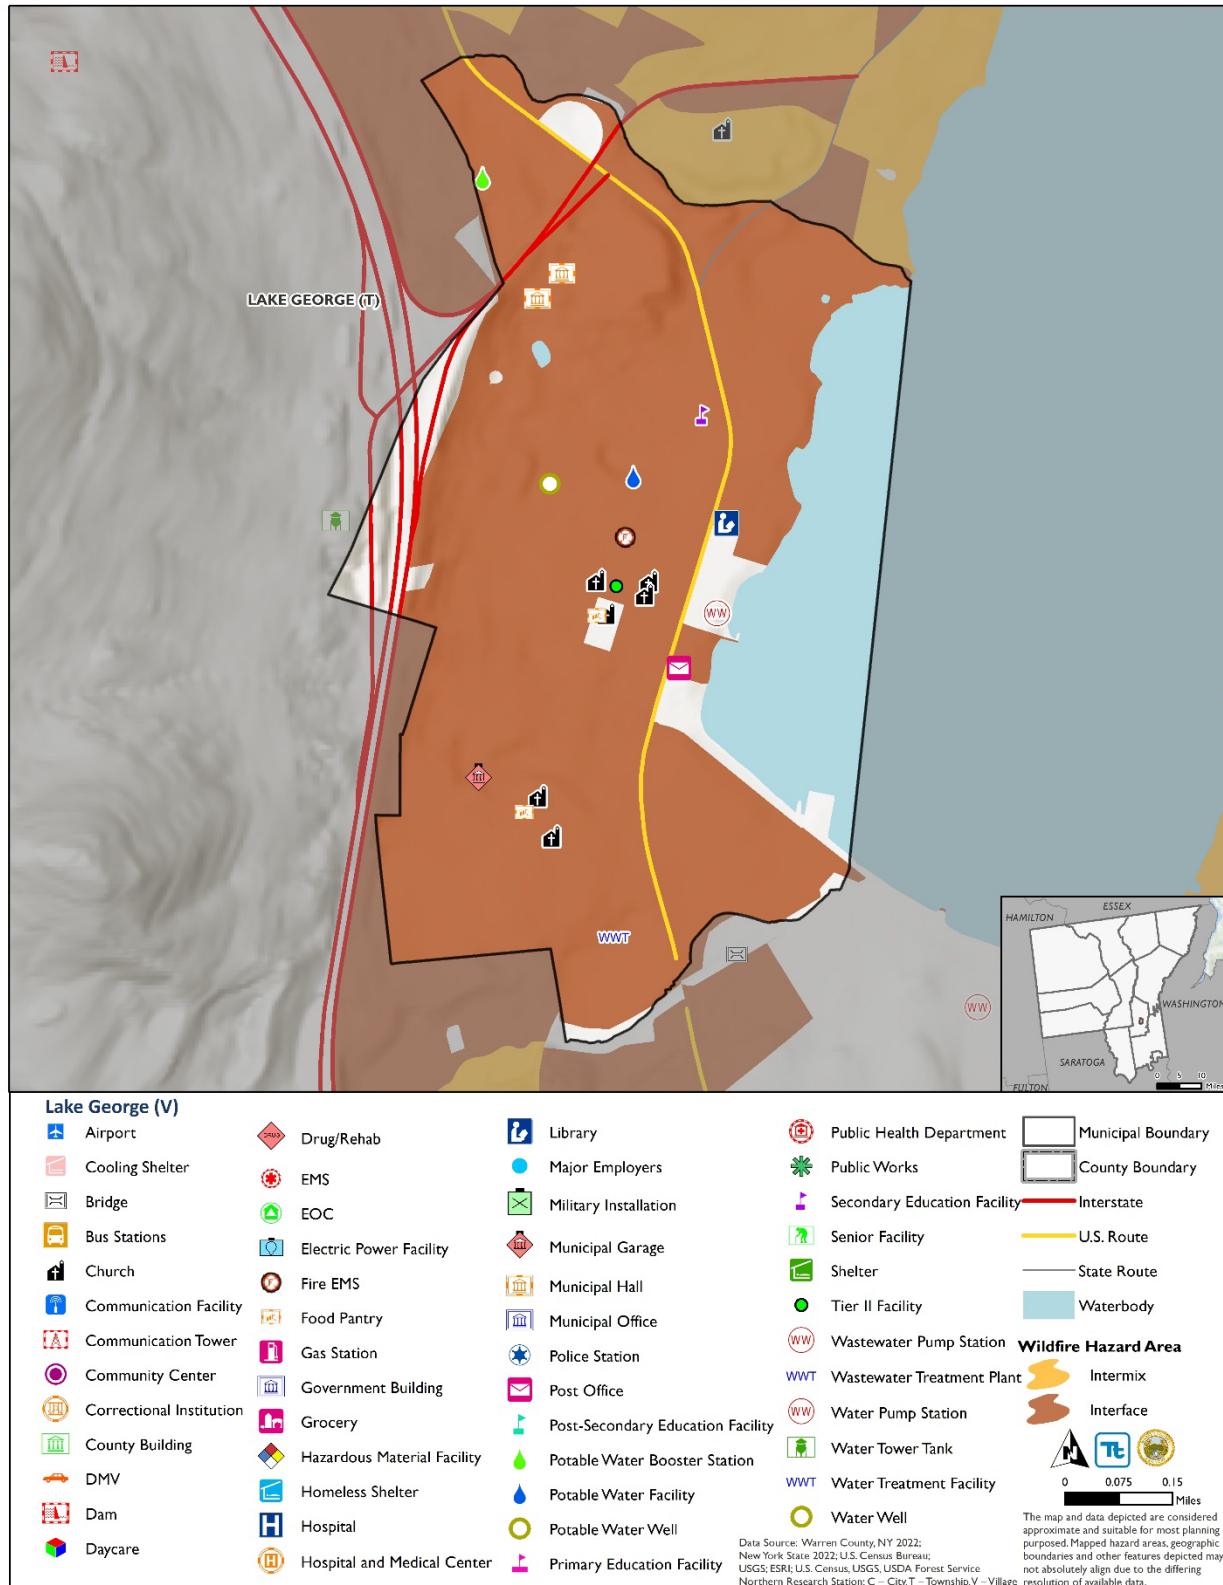 LAKE GEORGE (T)
F
WW
WWT
WW
HAMILTON
ESSEX
WASHINGTON
SARATOGA
FULTON
0 5 10
Miles
Lake George (V)
Airport
Cooling Shelter
Bridge
Bus Stations
Church
Communication Facility
Communication Tower
Community Center
Correctional Institution
County Building
DMV
Dam
Daycare
DRUG Drug/Rehab
EMS
EOC
Electric Power Facility
F Fire EMS
Food Pantry
Gas Station
Government Building
Grocery
Hazardous Material Facility
Homeless Shelter
H Hospital
H Hospital and Medical Center
Library
Major Employers
Military Installation
Municipal Garage
Municipal Hall
Municipal Office
Police Station
Post Office
Post-Secondary Education Facility
Potable Water Booster Station
Potable Water Facility
Potable Water Well
Primary Education Facility
Public Health Department
Public Works
Secondary Education Facility
Senior Facility
Shelter
Tier II Facility
WW Wastewater Pump Station
WWT Wastewater Treatment Plant
WW Water Pump Station
Water Tower Tank
WWT Water Treatment Facility
Water Well
Municipal Boundary
County Boundary
Interstate
U.S. Route
State Route
Waterbody
Wildfire Hazard Area
Intermix
Interface
N
Tt
0 0.075 0.15
Miles
Data Source: Warren County, NY 2022;
New York State 2022; U.S. Census Bureau;
USGS; ESRI; U.S. Census, USGS, USDA Forest Service
Northern Research Station; C – City, T – Township, V – Village
The map and data depicted are considered
approximate and suitable for most planning
purposed. Mapped hazard areas, geographic
boundaries and other features depicted may
not absolutely align due to the differing
resolution of available data.